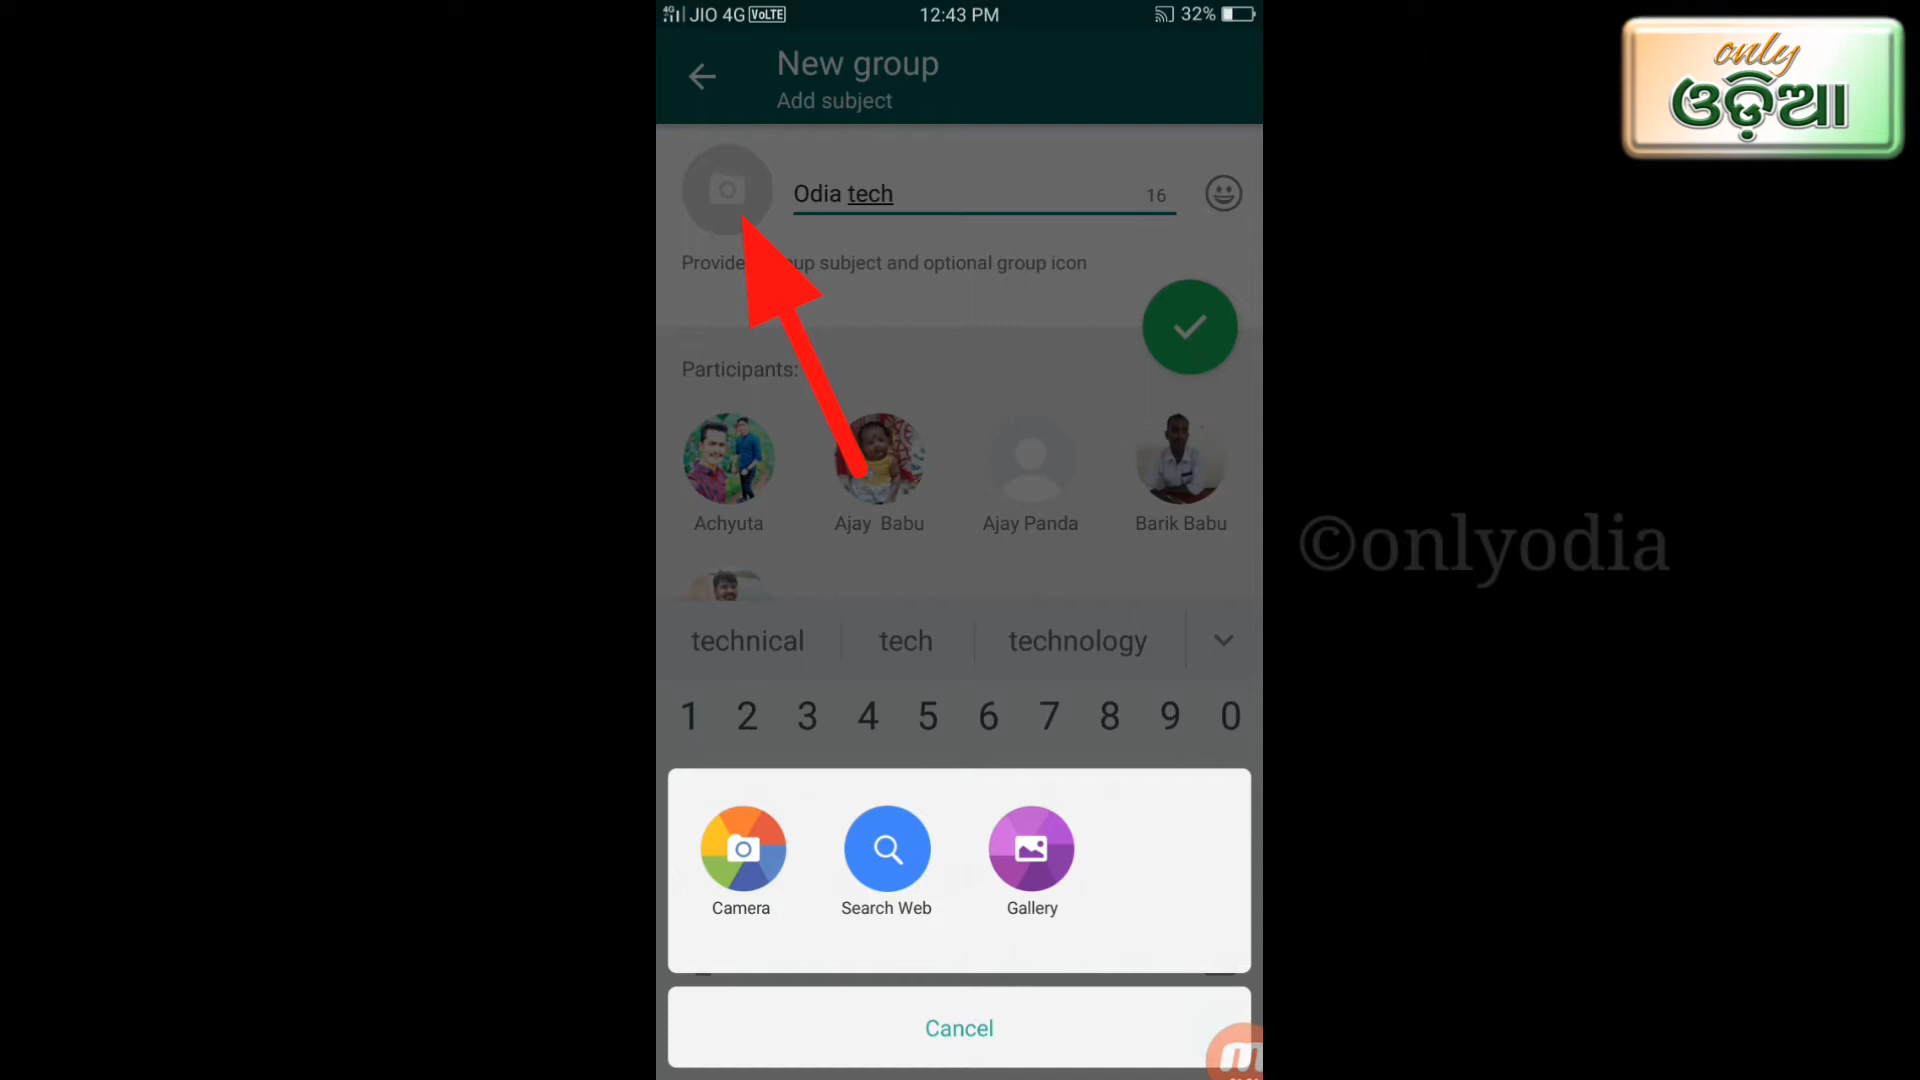 4G JIO 4G VoLTE 12:43 PM 32%
only
ଓଡ଼ିଆ
New group
Add subject
Odia tech 16
Provide up subject and optional group icon
Participants:
Achyuta Ajay Babu Ajay Panda Barik Babu
©onlyodia
technical tech technology
1 2 3 4 5 6 7 8 9 0
Camera Search Web Gallery
Cancel